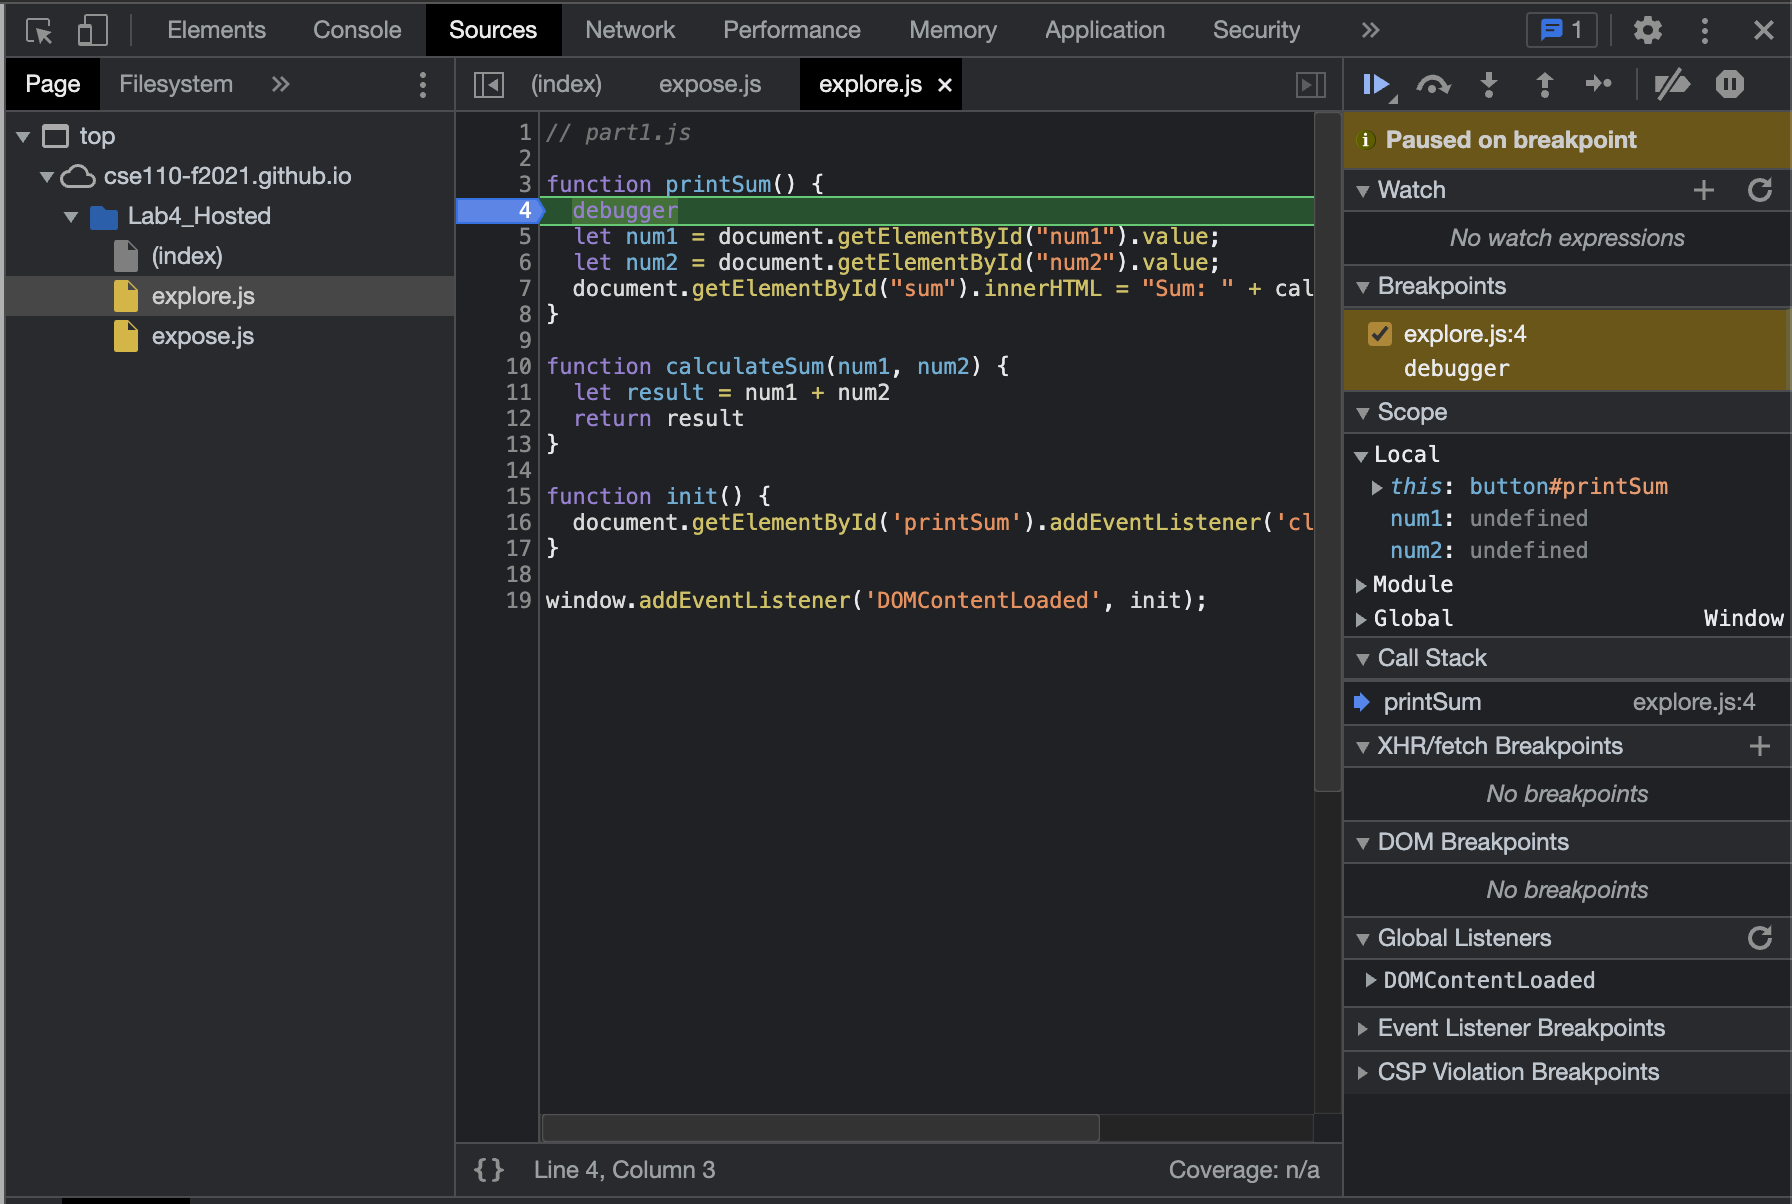 Elements Console Sources Network Performance Memory Application Security » 1
Page Filesystem »
(index) expose.js explore.js ×
top
cse110-f2021.github.io
Lab4_Hosted
(index)
explore.js
expose.js
1 // part1.js
2
3 function printSum() {
4 debugger
5 let num1 = document.getElementById("num1").value;
6 let num2 = document.getElementById("num2").value;
7 document.getElementById("sum").innerHTML = "Sum: " + cal
8 }
9
10 function calculateSum(num1, num2) {
11 let result = num1 + num2
12 return result
13 }
14
15 function init() {
16 document.getElementById('printSum').addEventListener('cl
17 }
18
19 window.addEventListener('DOMContentLoaded', init);
{} Line 4, Column 3 Coverage: n/a
Paused on breakpoint
Watch
No watch expressions
Breakpoints
explore.js:4
debugger
Scope
Local
this: button#printSum
num1: undefined
num2: undefined
Module
Global Window
Call Stack
printSum explore.js:4
XHR/fetch Breakpoints
No breakpoints
DOM Breakpoints
No breakpoints
Global Listeners
DOMContentLoaded
Event Listener Breakpoints
CSP Violation Breakpoints